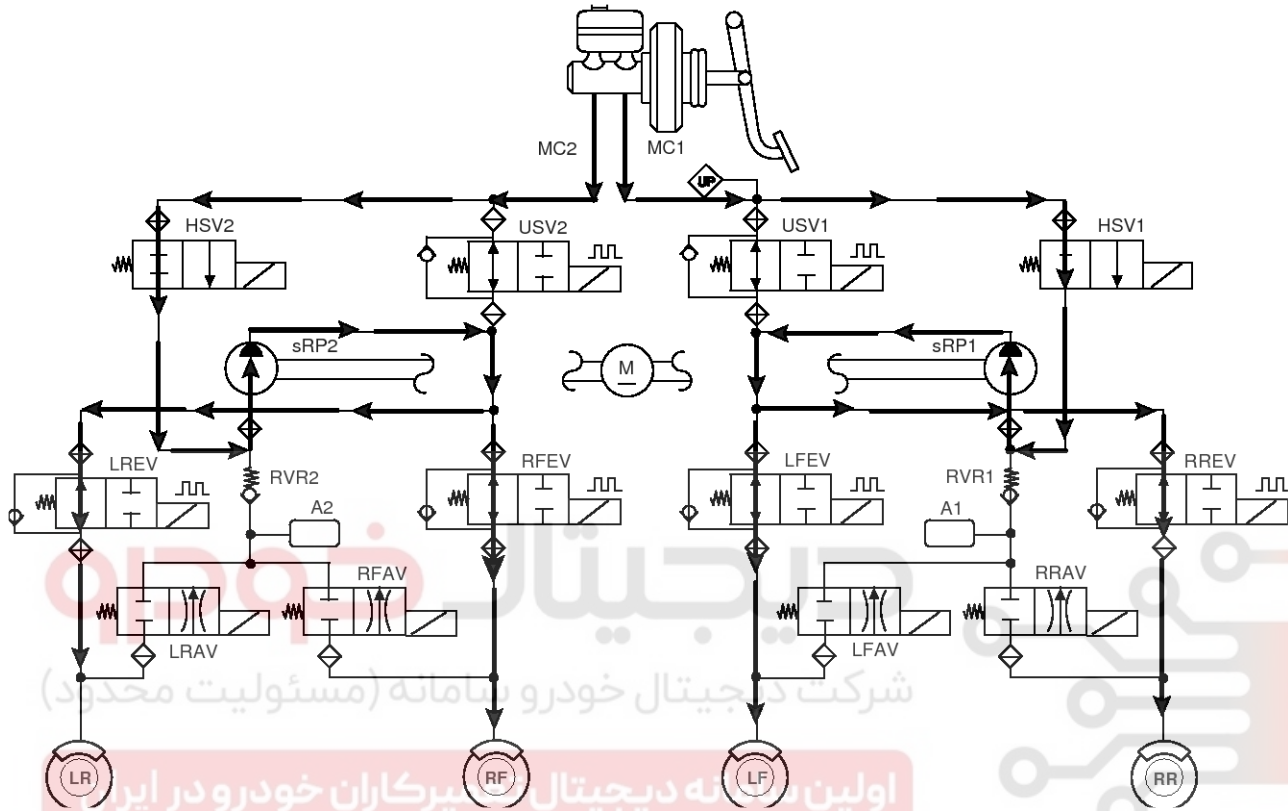 MC2 MC1
UP
HSV2 USV2 USV1 HSV1
sRP2 M sRP1
LREV RVR2 RFEV LFEV RVR1 RREV
A2 A1
دیجیتال خودرو
RFAV RRAV
LRAV LFAV
شرکت دیجیتال خودرو سامانه (مسئولیت محدود)
LR RF LF RR
اولین سامانه دیجیتال تعمیرکاران خودرو در ایران